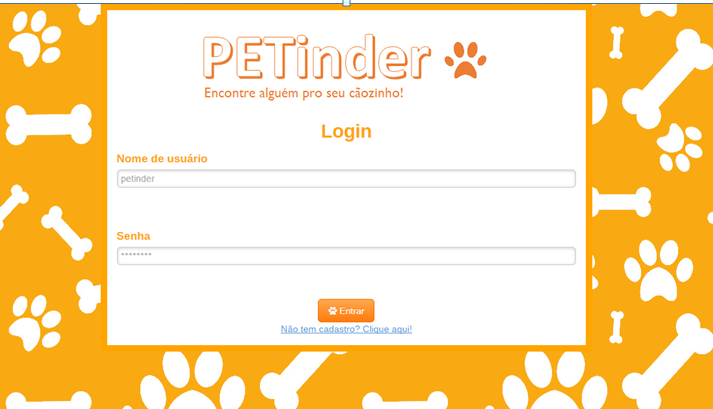 PETinder
Encontre alguém pro seu cãozinho!
Login
Nome de usuário
petinder
Senha
********
Entrar
Não tem cadastro? Clique aqui!